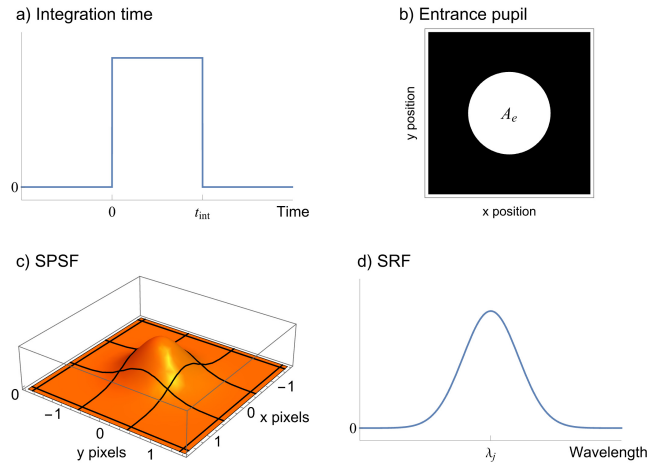 a) Integration time
0
0
t_int
Time
b) Entrance pupil
y position
A_e
x position
c) SPSF
0
−1
0
1
y pixels
−1
0
1
x pixels
d) SRF
0
λ_j
Wavelength